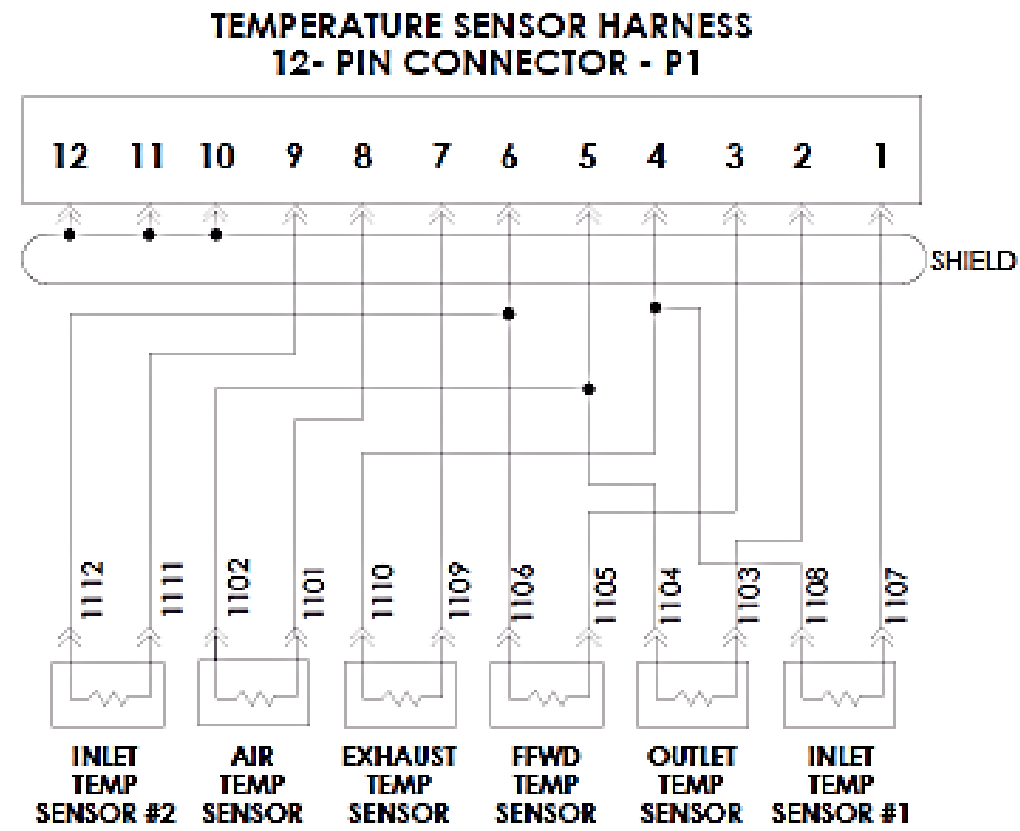 TEMPERATURE SENSOR HARNESS
12- PIN CONNECTOR - P1
12 11 10 9 8 7 6 5 4 3 2 1
SHIELD
1112 1111 1102 1101 1110 1109 1106 1105 1104 1103 1108 1107
INLET TEMP SENSOR #2
AIR TEMP SENSOR
EXHAUST TEMP SENSOR
FFWD TEMP SENSOR
OUTLET TEMP SENSOR
INLET TEMP SENSOR #1